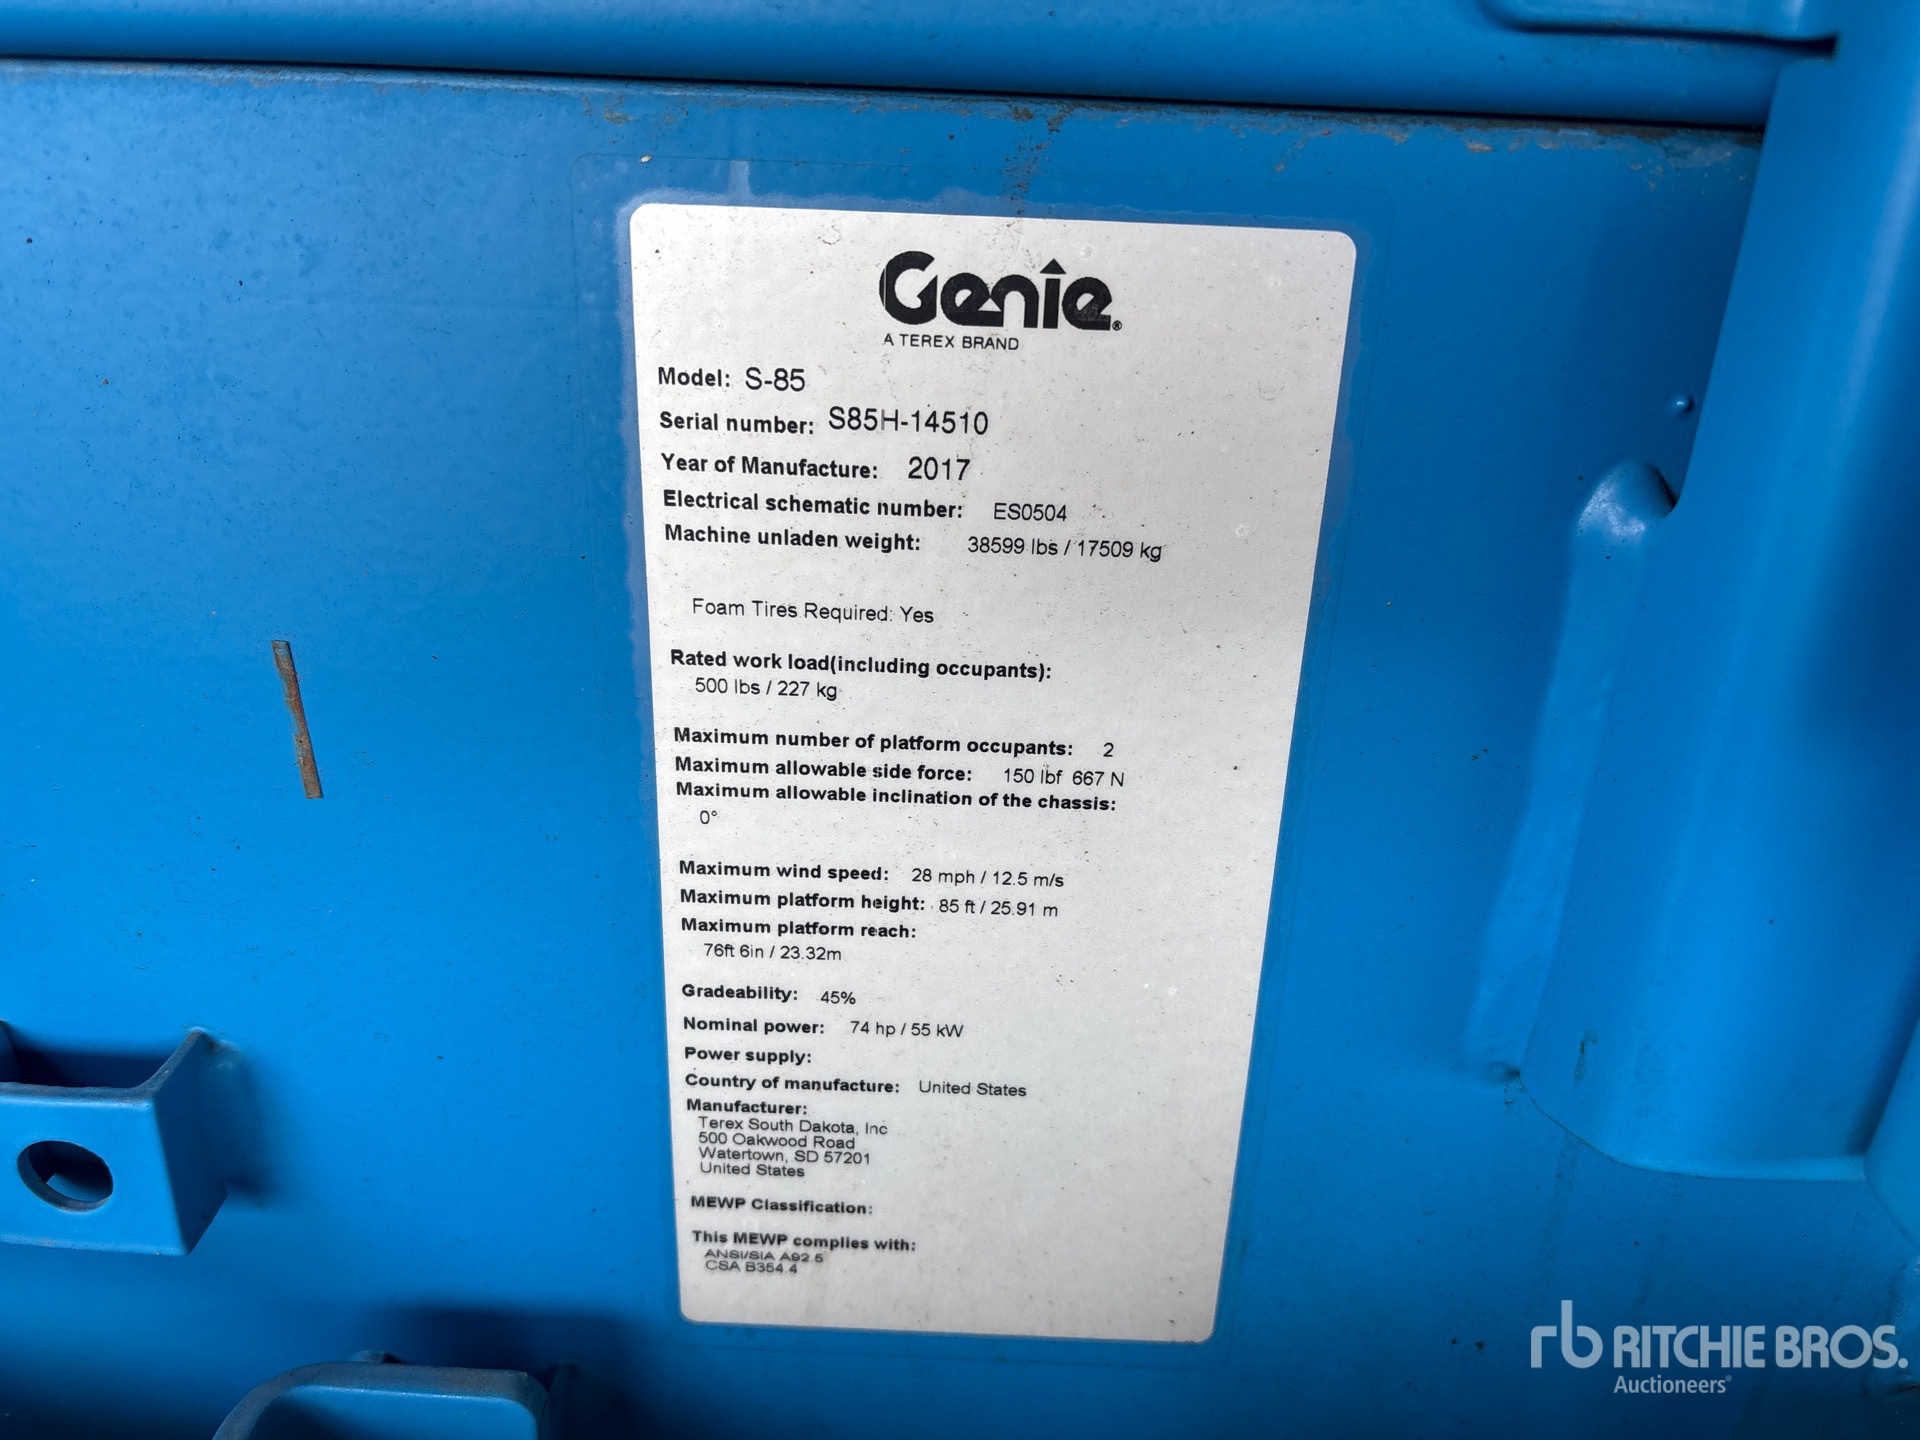 Genie®
A TEREX BRAND
Model: S-85
Serial number: S85H-14510
Year of Manufacture: 2017
Electrical schematic number: ES0504
Machine unladen weight: 38599 lbs / 17509 kg
Foam Tires Required: Yes
Rated work load(including occupants):
500 lbs / 227 kg
Maximum number of platform occupants: 2
Maximum allowable side force: 150 lbf 667 N
Maximum allowable inclination of the chassis:
0°
Maximum wind speed: 28 mph / 12.5 m/s
Maximum platform height: 85 ft / 25.91 m
Maximum platform reach:
76ft 6in / 23.32m
Gradeability: 45%
Nominal power: 74 hp / 55 kW
Power supply:
Country of manufacture: United States
Manufacturer:
Terex South Dakota, Inc
500 Oakwood Road
Watertown, SD 57201
United States
MEWP Classification:
This MEWP complies with:
ANSI/SIA A92.5
CSA B354.4
rb RITCHIE BROS.
Auctioneers®